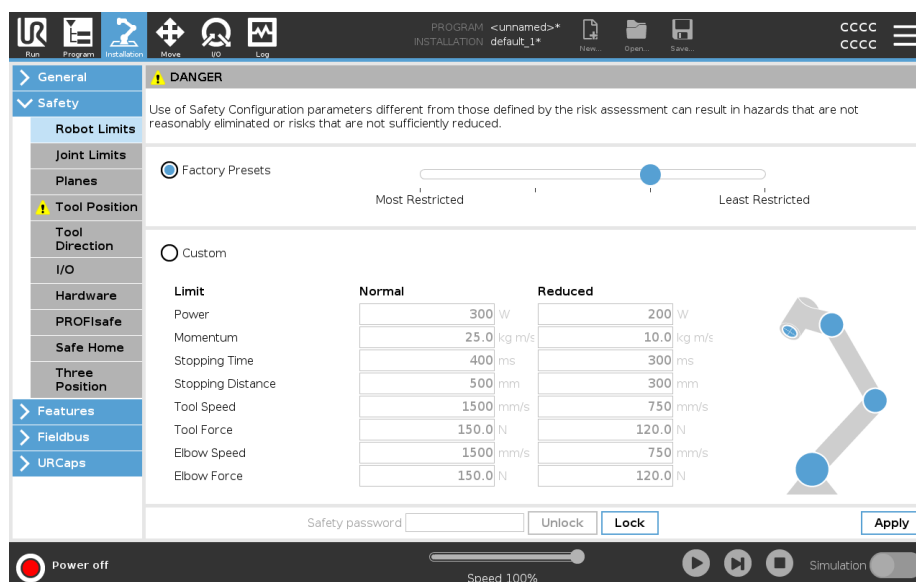 UR
PROGRAM <unnamed>*
INSTALLATION default_1*
CCCC
CCCC
Run Program Installation Move I/O Log New... Open... Save...
General
DANGER
Safety
Use of Safety Configuration parameters different from those defined by the risk assessment can result in hazards that are not
reasonably eliminated or risks that are not sufficiently reduced.
Robot Limits
Joint Limits
Planes
Tool Position
Tool
Direction
I/O
Hardware
PROFIsafe
Safe Home
Three
Position
Features
Fieldbus
URCaps
Factory Presets
Most Restricted Least Restricted
Custom
Limit Normal Reduced
Power 300 W 200 W
Momentum 25.0 kg m/s 10.0 kg m/s
Stopping Time 400 ms 300 ms
Stopping Distance 500 mm 300 mm
Tool Speed 1500 mm/s 750 mm/s
Tool Force 150.0 N 120.0 N
Elbow Speed 1500 mm/s 750 mm/s
Elbow Force 150.0 N 120.0 N
Safety password Unlock Lock Apply
Power off
Speed 100%
Simulation